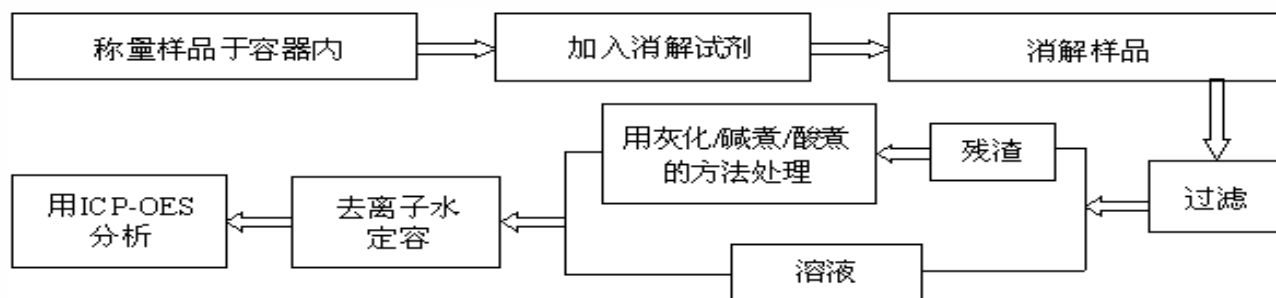 称量样品于容器内
加入消解试剂
消解样品
用灰化/碱煮/酸煮
的方法处理
残渣
过滤
用ICP-OES
分析
去离子水
定容
溶液